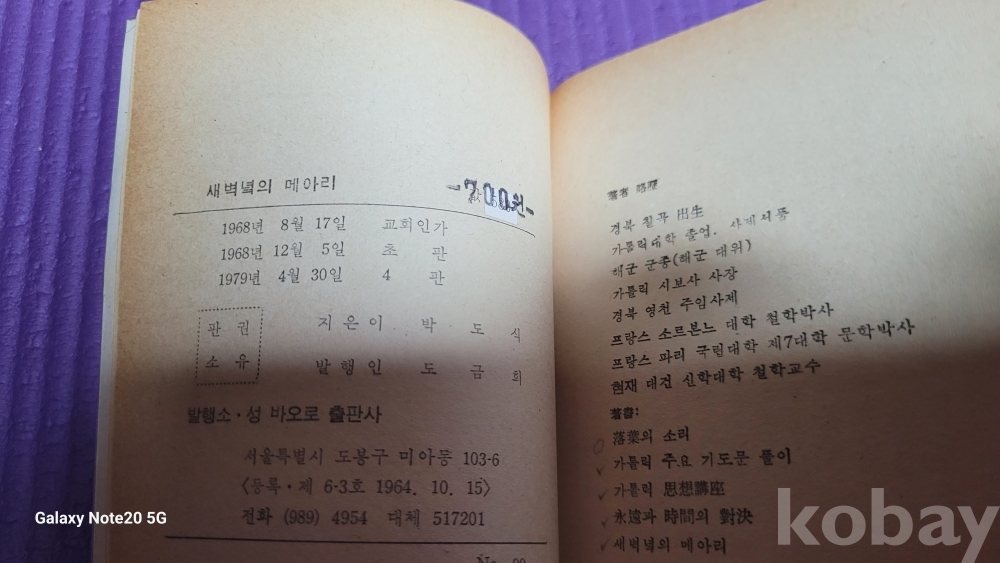 새벽녘의 메아리
-700원-
1968년 8월 17일 교회인가
1968년 12월 5일 초 판
1979년 4월 30일 4 판
판 권
소 유
지은이 박 도 식
발행인 도 금 희
발행소·성 바오로 출판사
서울특별시 도봉구 미아동 103-6
〈등록·제 6-3호 1964. 10. 15〉
전화 (989) 4954 대체 517201
著者 略歷
경북 칠곡 出生
가톨릭대학 졸업. 사제서품
해군 군종(해군 대위)
가톨릭 시보사 사장
경북 영천 주임사제
프랑스 소르본느 대학 철학박사
프랑스 파리 국립대학 제7대학 문학박사
현재 대건 신학대학 철학교수
著書:
落葉의 소리
가톨릭 주요 기도문 풀이
가톨릭 思想講座
永遠과 時間의 對決
새벽녘의 메아리
Galaxy Note20 5G
kobay